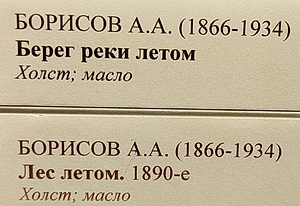 БОРИСОВ А.А. (1866-1934)
Берег реки летом
Холст; масло
БОРИСОВ А.А. (1866-1934)
Лес летом. 1890-е
Холст; масло